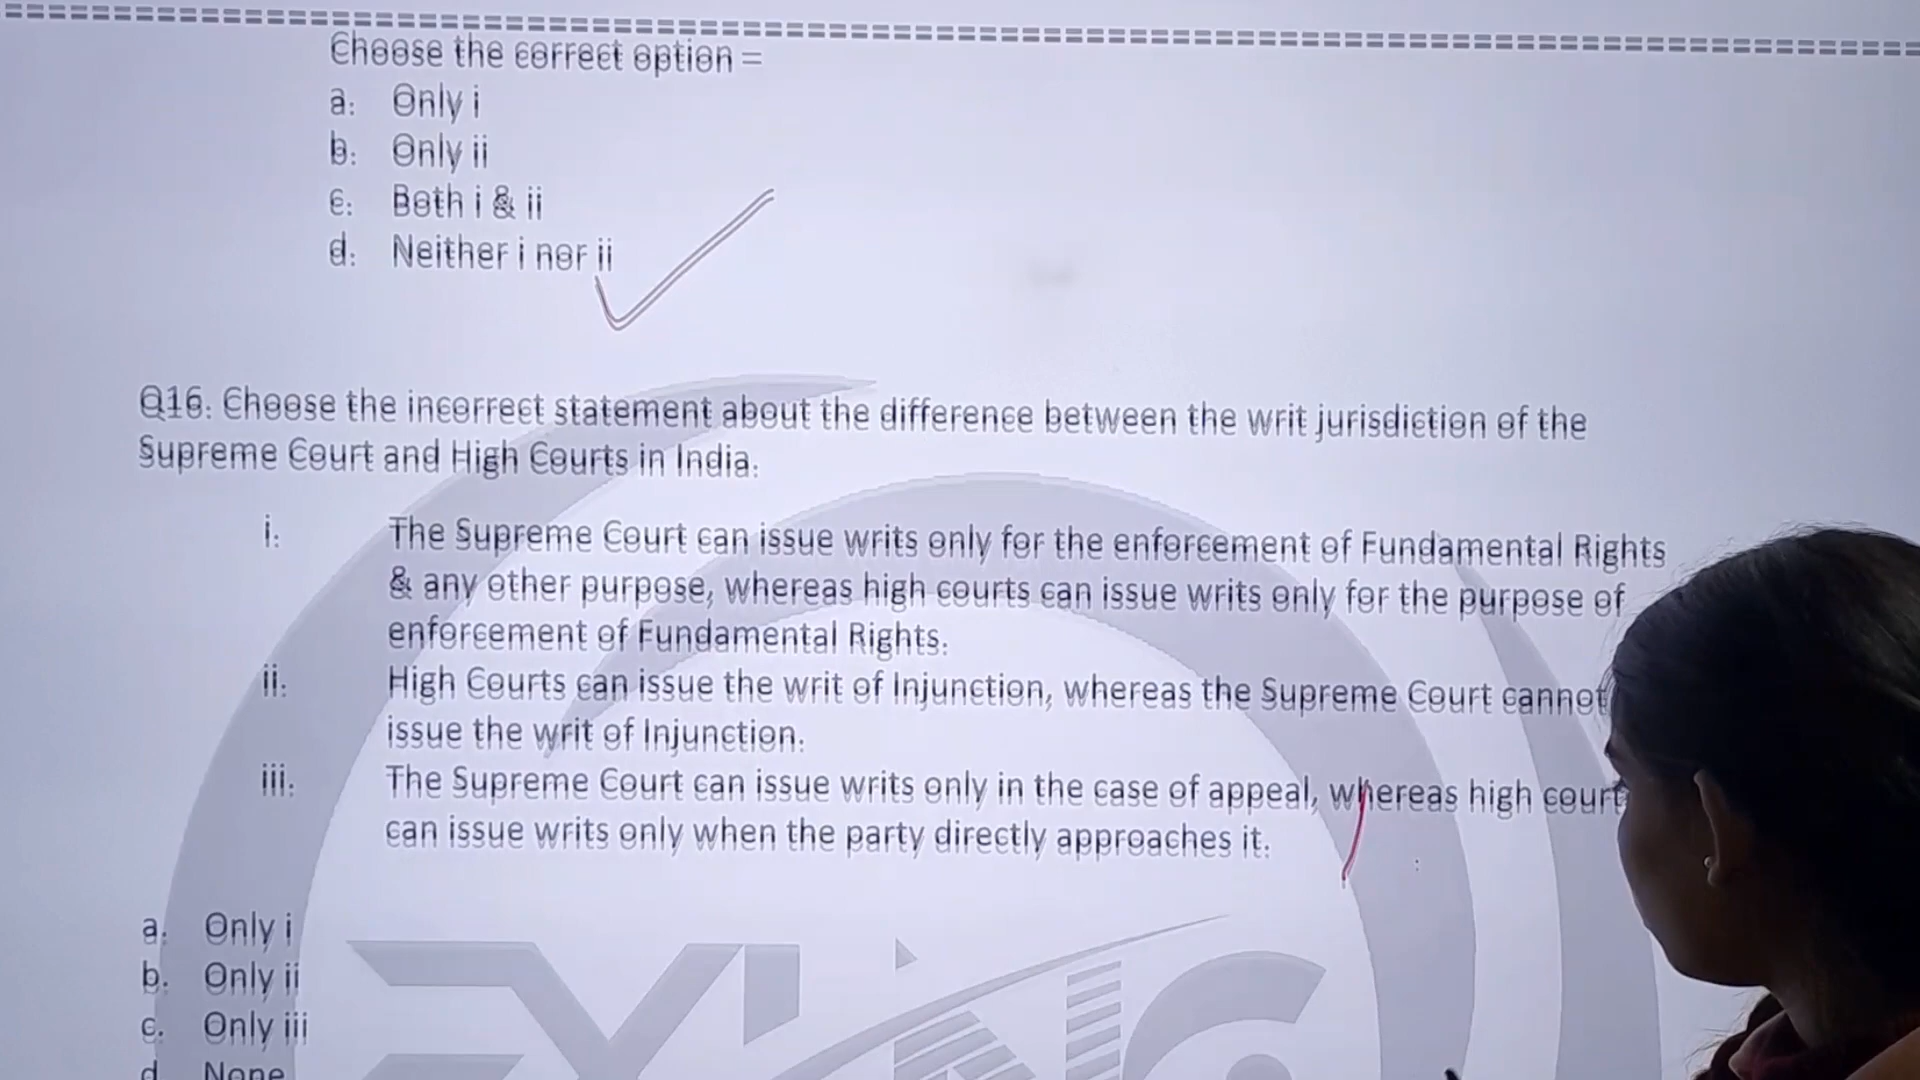 Choose the correct option =
a. Only i
b. Only ii
c. Both i & ii
d. Neither i nor ii
Q16. Choose the incorrect statement about the difference between the writ jurisdiction of the
Supreme Court and High Courts in India.
i. The Supreme Court can issue writs only for the enforcement of Fundamental Rights
& any other purpose, whereas high courts can issue writs only for the purpose of
enforcement of Fundamental Rights.
ii. High Courts can issue the writ of Injunction, whereas the Supreme Court cannot
issue the writ of Injunction.
iii. The Supreme Court can issue writs only in the case of appeal, whereas high court
can issue writs only when the party directly approaches it.
a. Only i
b. Only ii
c. Only iii
d None